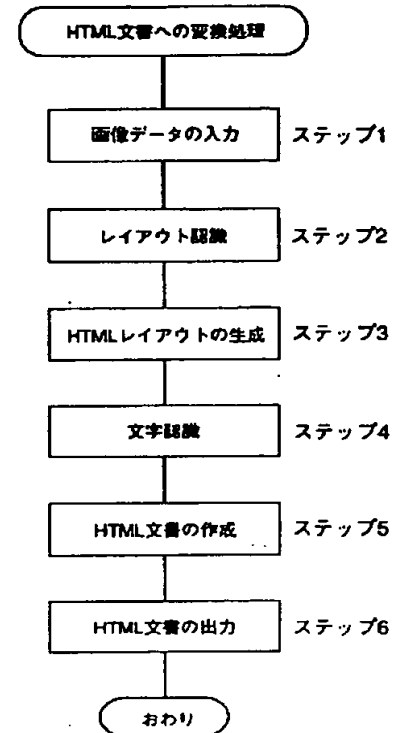 HTML文書への変換処理
画像データの入力 ステップ1
レイアウト認識 ステップ2
HTMLレイアウトの生成 ステップ3
文字認識 ステップ4
HTML文書の作成 ステップ5
HTML文書の出力 ステップ6
おわり